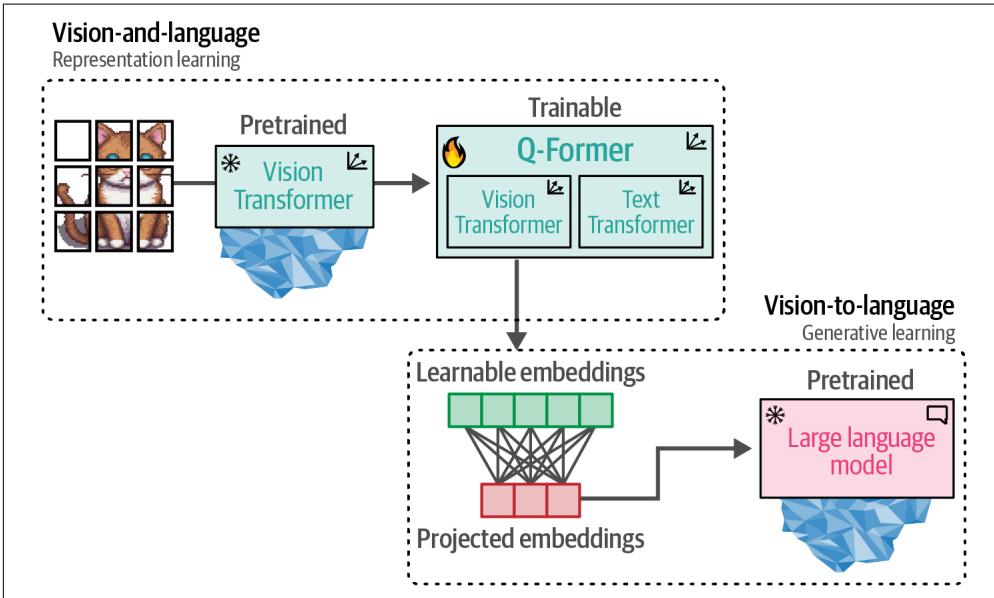 Vision-and-language
Representation learning
Pretrained
Vision
Transformer
Trainable
Q-Former
Vision
Transformer
Text
Transformer
Vision-to-language
Generative learning
Learnable embeddings
Projected embeddings
Pretrained
Large language
model